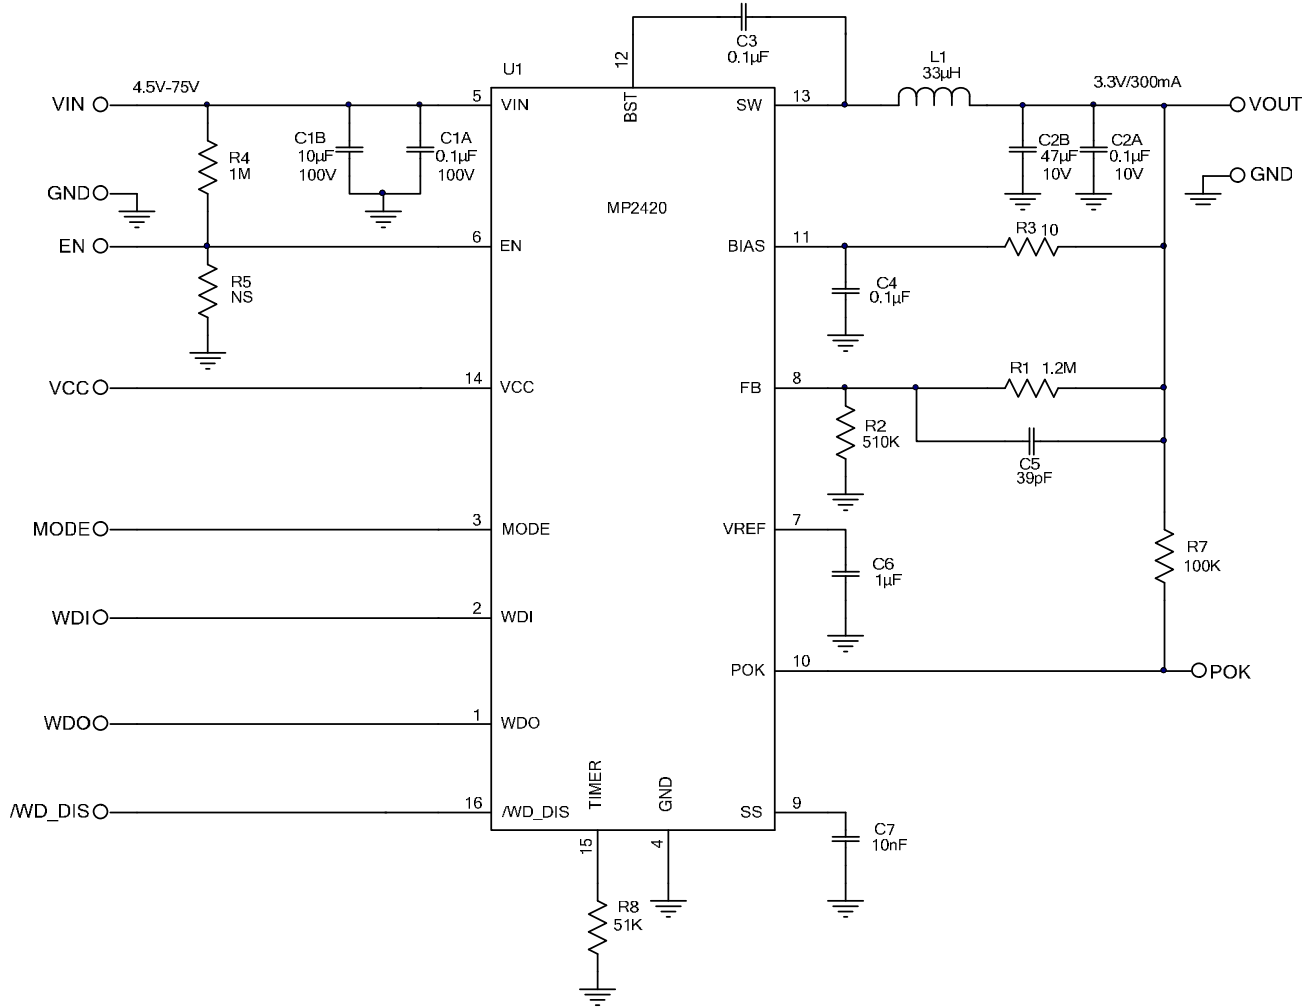 12
C3
0.1µF
U1
L1
33µH
4.5V-75V
3.3V/300mA
VIN
5
VIN
BST
SW
13
VOUT
R4
1M
C1B
10µF
100V
C1A
0.1µF
100V
C2B
47µF
10V
C2A
0.1µF
10V
GND
GND
MP2420
EN
6
EN
BIAS
11
R3 10
R5
NS
C4
0.1µF
VCC
14
VCC
FB
8
R1 1.2M
R2
510K
C5
39pF
MODE
3
MODE
VREF
7
C6
1µF
R7
100K
WDI
2
WDI
POK
10
POK
WDO
1
WDO
TIMER
GND
/WD_DIS
16
/WD_DIS
SS
9
C7
10nF
15
4
R8
51K